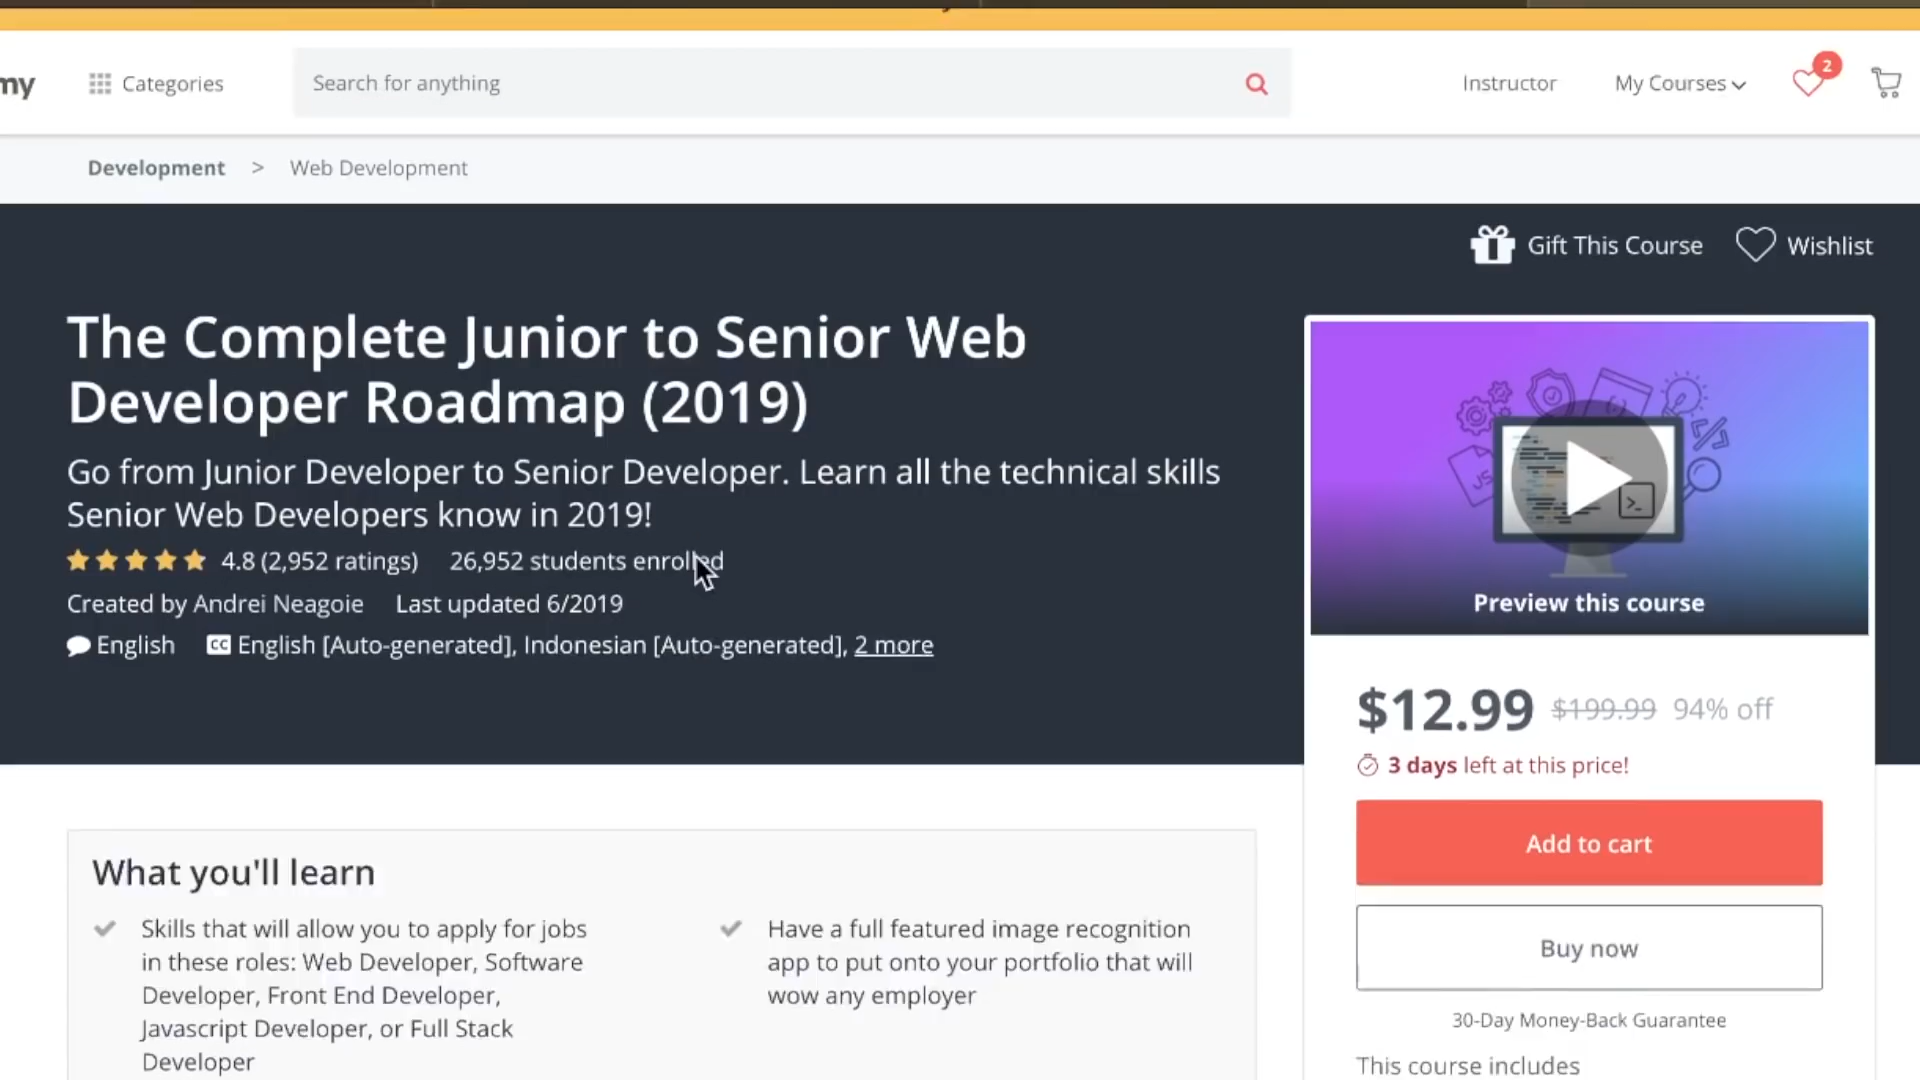 my
Categories
Search for anything
Instructor
My Courses
2
Development > Web Development
Gift This Course
Wishlist
The Complete Junior to Senior Web
Developer Roadmap (2019)
Go from Junior Developer to Senior Developer. Learn all the technical skills
Senior Web Developers know in 2019!
4.8 (2,952 ratings) 26,952 students enrolled
Created by Andrei Neagoie Last updated 6/2019
English CC English [Auto-generated], Indonesian [Auto-generated], 2 more
JS
Preview this course
$12.99 $199.99 94% off
3 days left at this price!
Add to cart
Buy now
30-Day Money-Back Guarantee
This course includes
What you'll learn
Skills that will allow you to apply for jobs
in these roles: Web Developer, Software
Developer, Front End Developer,
Javascript Developer, or Full Stack
Developer
Have a full featured image recognition
app to put onto your portfolio that will
wow any employer